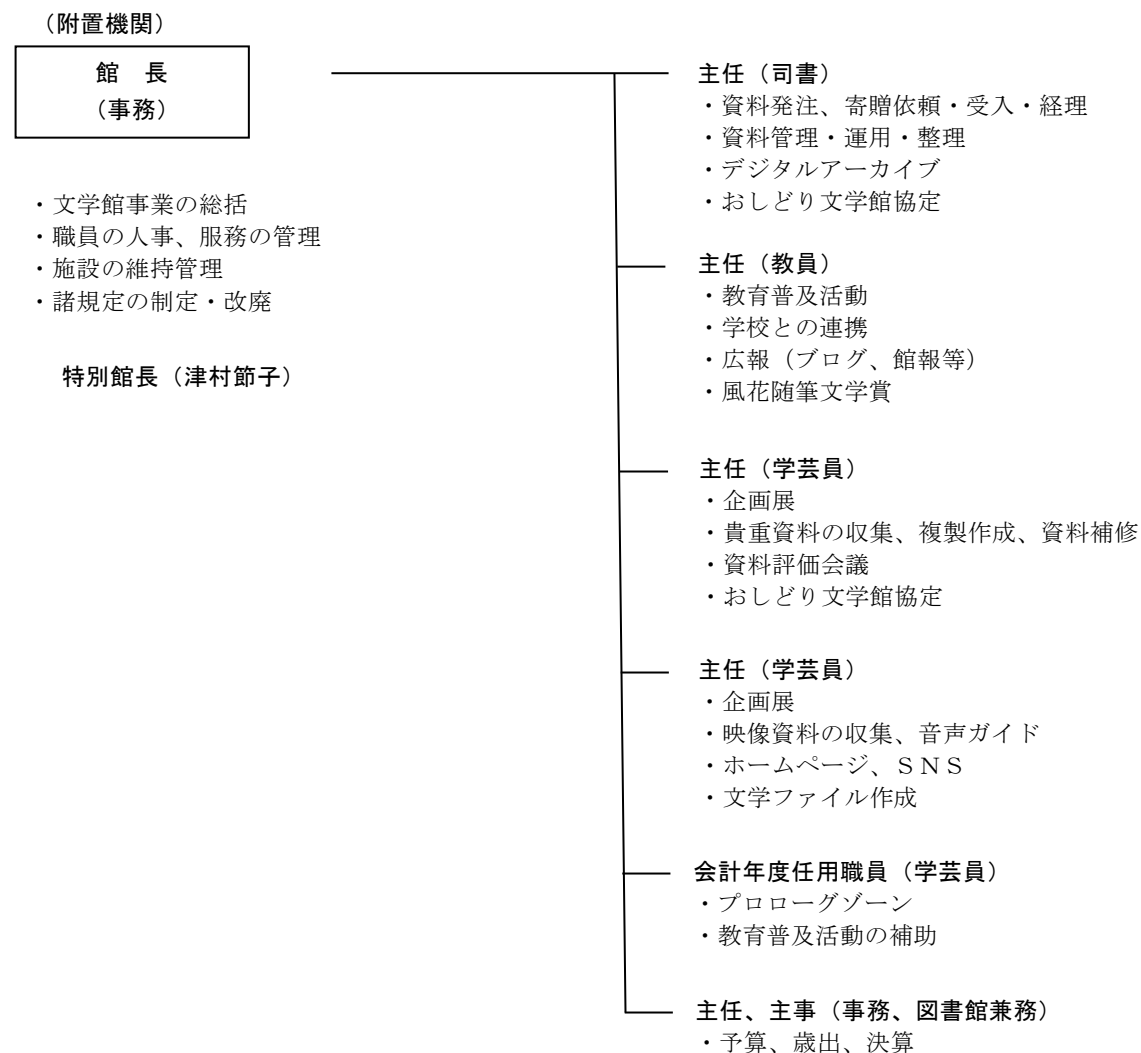 （附置機関）
館　長
（事務）
・文学館事業の総括
・職員の人事、服務の管理
・施設の維持管理
・諸規定の制定・改廃
特別館長（津村節子）
主任（司書）
・資料発注、寄贈依頼・受入・経理
・資料管理・運用・整理
・デジタルアーカイブ
・おしどり文学館協定
主任（教員）
・教育普及活動
・学校との連携
・広報（ブログ、館報等）
・風花随筆文学賞
主任（学芸員）
・企画展
・貴重資料の収集、複製作成、資料補修
・資料評価会議
・おしどり文学館協定
主任（学芸員）
・企画展
・映像資料の収集、音声ガイド
・ホームページ、ＳＮＳ
・文学ファイル作成
会計年度任用職員（学芸員）
・プロローグゾーン
・教育普及活動の補助
主任、主事（事務、図書館兼務）
・予算、歳出、決算